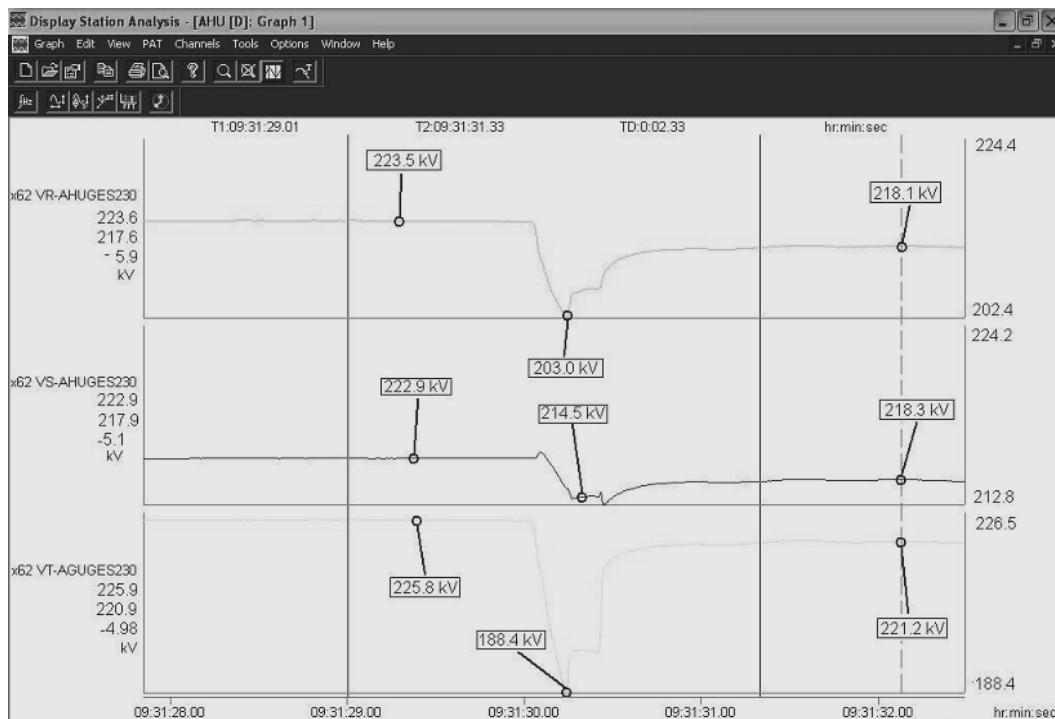 Display Station Analysis - [AHU [D]: Graph 1]
Graph Edit View PAT Channels Tools Options Window Help
fHz
T1:09:31:29.01 T2:09:31:31.33 TD:0:02.33 hr:min:sec
x62 VR-AHUGES230
223.6
217.6
- 5.9
kV
223.5 kV
203.0 kV
218.1 kV
224.4
202.4
x62 VS-AHUGES230
222.9
217.9
-5.1
kV
222.9 kV
214.5 kV
218.3 kV
224.2
212.8
x62 VT-AGUGES230
225.9
220.9
-4.98
kV
225.8 kV
188.4 kV
221.2 kV
226.5
188.4
09:31:28.00 09:31:29.00 09:31:30.00 09:31:31.00 09:31:32.00 hr:min:sec